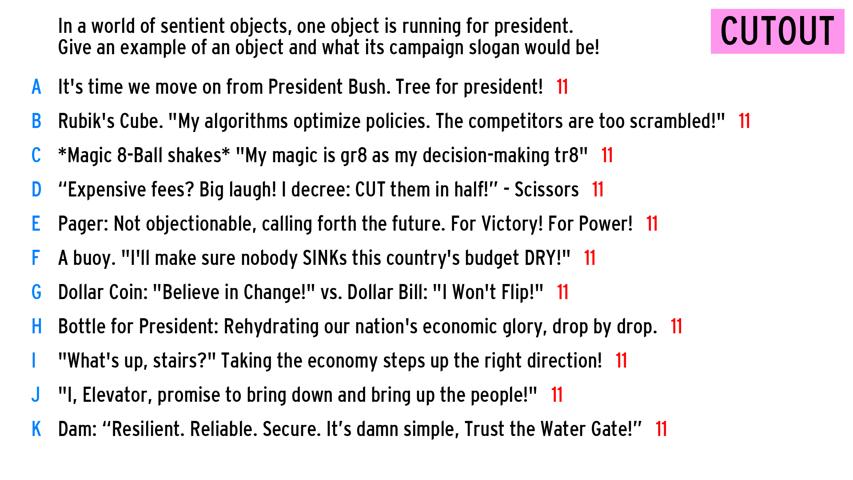 In a world of sentient objects, one object is running for president.
Give an example of an object and what its campaign slogan would be!
CUTOUT
A It's time we move on from President Bush. Tree for president! 11
B Rubik's Cube. "My algorithms optimize policies. The competitors are too scrambled!" 11
C *Magic 8-Ball shakes* "My magic is gr8 as my decision-making tr8" 11
D “Expensive fees? Big laugh! I decree: CUT them in half!” - Scissors 11
E Pager: Not objectionable, calling forth the future. For Victory! For Power! 11
F A buoy. "I'll make sure nobody SINKs this country's budget DRY!" 11
G Dollar Coin: "Believe in Change!" vs. Dollar Bill: "I Won't Flip!" 11
H Bottle for President: Rehydrating our nation's economic glory, drop by drop. 11
I "What's up, stairs?" Taking the economy steps up the right direction! 11
J "I, Elevator, promise to bring down and bring up the people!" 11
K Dam: “Resilient. Reliable. Secure. It’s damn simple, Trust the Water Gate!” 11